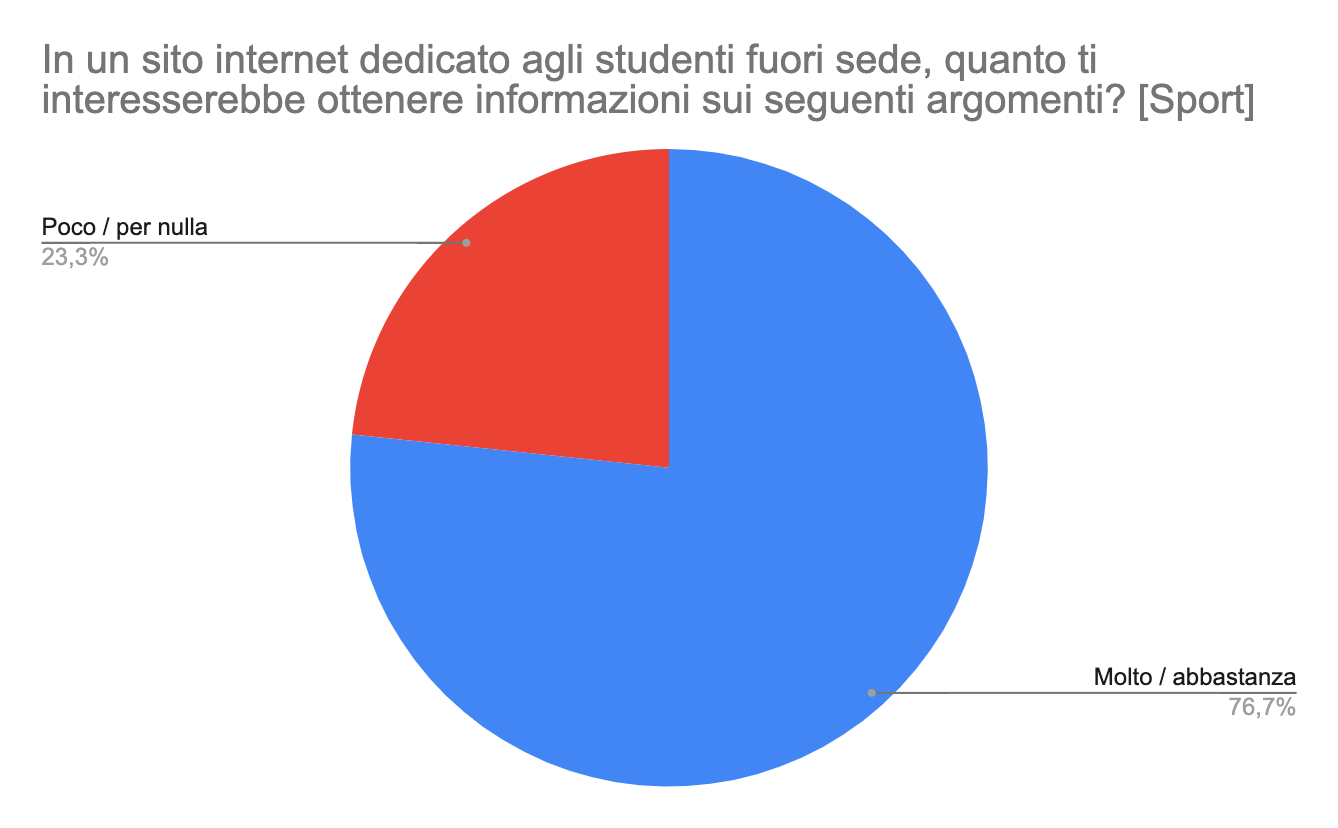 In un sito internet dedicato agli studenti fuori sede, quanto ti
interesserebbe ottenere informazioni sui seguenti argomenti? [Sport]
Poco / per nulla
23,3%
Molto / abbastanza
76,7%